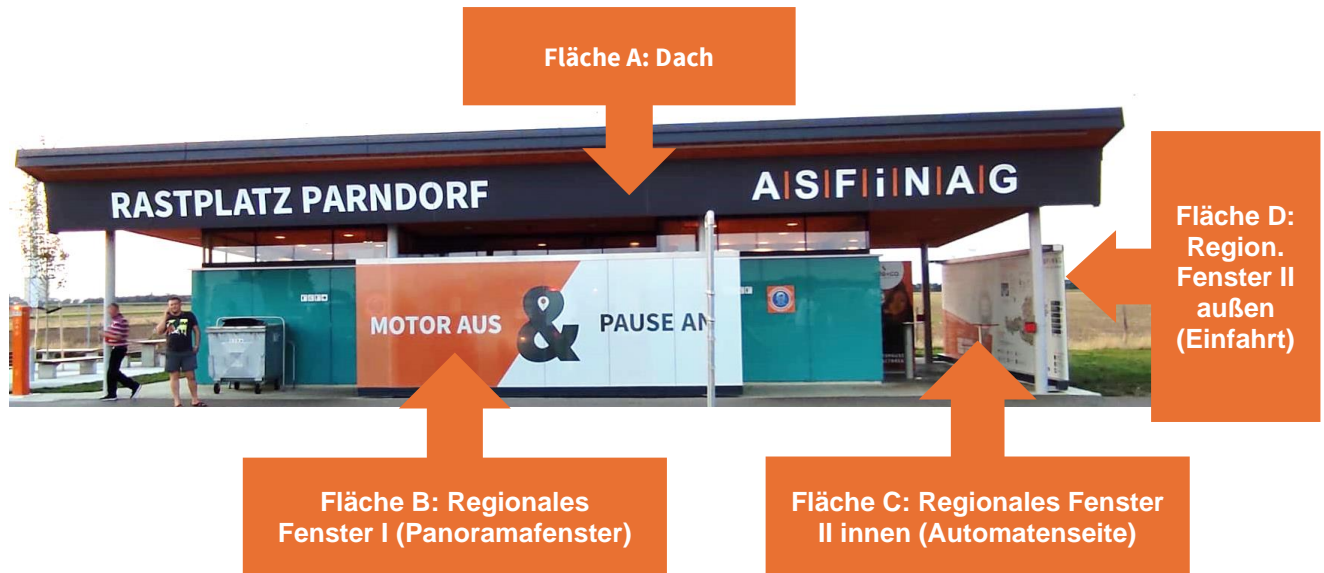 Fläche A: Dach
RASTPLATZ PARNDORF
A|S|F|i|N|A|G
Fläche D:
Region.
Fenster II
außen
(Einfahrt)
MOTOR AUS & PAUSE AN
Fläche B: Regionales
Fenster I (Panoramafenster)
Fläche C: Regionales Fenster
II innen (Automatenseite)